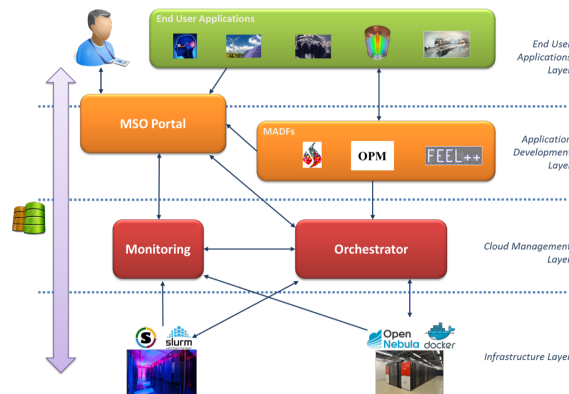 End User Applications
End User
Applications
Layer
MSO Portal
MADFs
OPM
FEEL++
Application
Development
Layer
Monitoring
Orchestrator
Cloud Management
Layer
S
slurm
Open
Nebula
docker
Infrastructure Layer